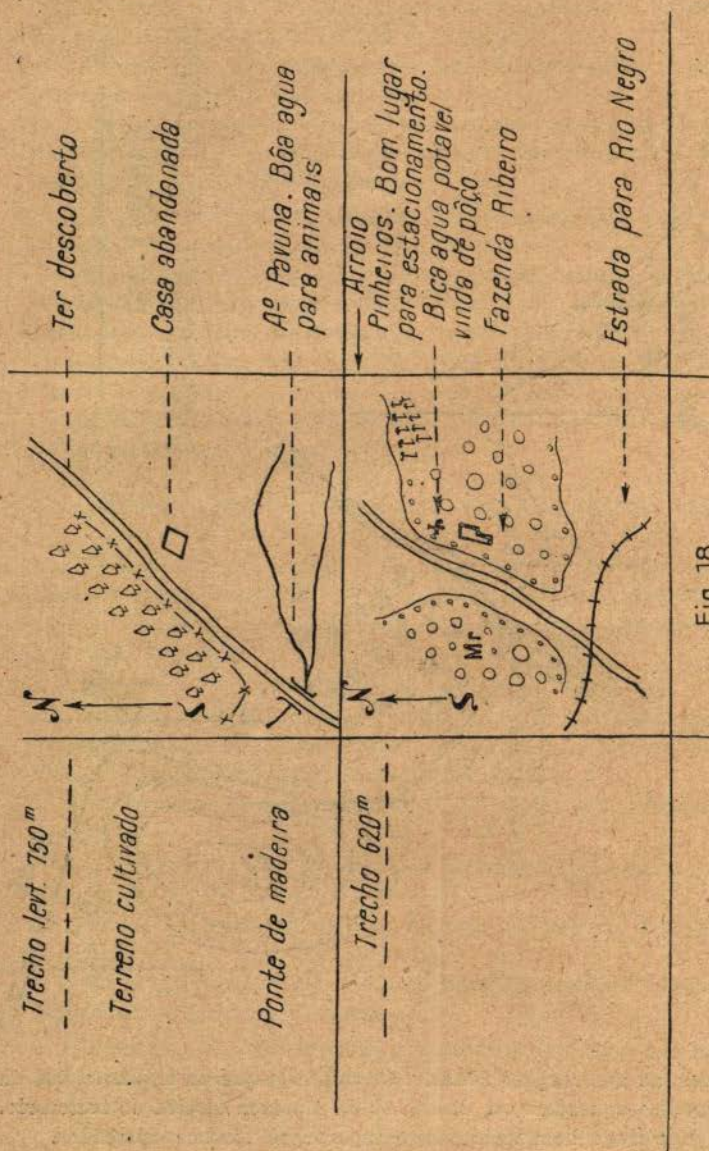 Trecho levt. 750m
Terreno cultivado
Ponte de madeira
Trecho 620m
N
S
N
S
Mr
Ter descoberto
Casa abandonada
Aº Pavuna. Bôa agua
para animais
Arroio
Pinheiros. Bom lugar
para estacionamento.
Bica agua potavel
vinda de pôço
Fazenda Ribeiro
Estrada para Rio Negro
Fig. 18